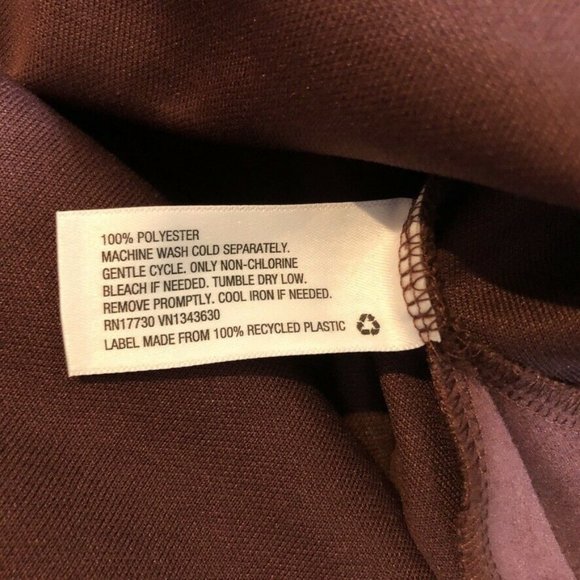 100% POLYESTER
MACHINE WASH COLD SEPARATELY.
GENTLE CYCLE. ONLY NON-CHLORINE
BLEACH IF NEEDED. TUMBLE DRY LOW.
REMOVE PROMPTLY. COOL IRON IF NEEDED.
RN17730 VN1343630
LABEL MADE FROM 100% RECYCLED PLASTIC